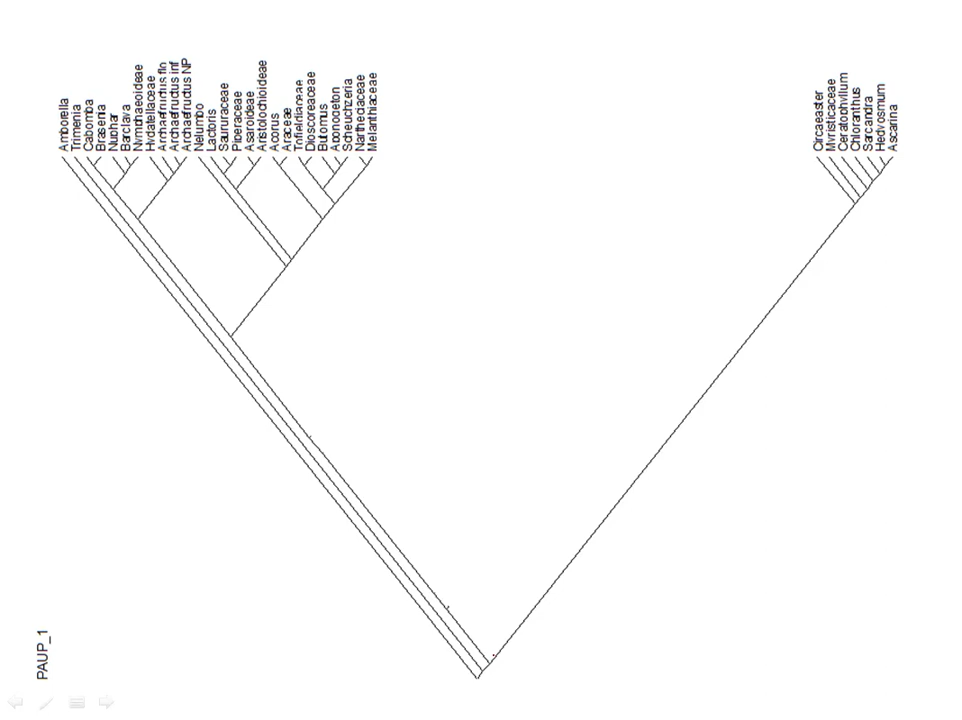 Amborella
Trimenia
Cabomba
Brasenia
Nuphar
Barclaya
Nymphaeoideae
Hydatellaceae
Archaefructus flo
Archaefructus inf
Archaefructus NP
Nelumbo
Lactoris
Saururaceae
Piperaceae
Asaroideae
Aristolochioideae
Acorus
Araceae
Tofieldiaceae
Dioscoreaceae
Butomus
Aponogeton
Scheuchzeria
Nartheciaceae
Melanthiaceae
Circaeaster
Myristicaceae
Ceratophyllum
Chloranthus
Sarcandra
Hedyosmum
Ascarina
PAUP_1